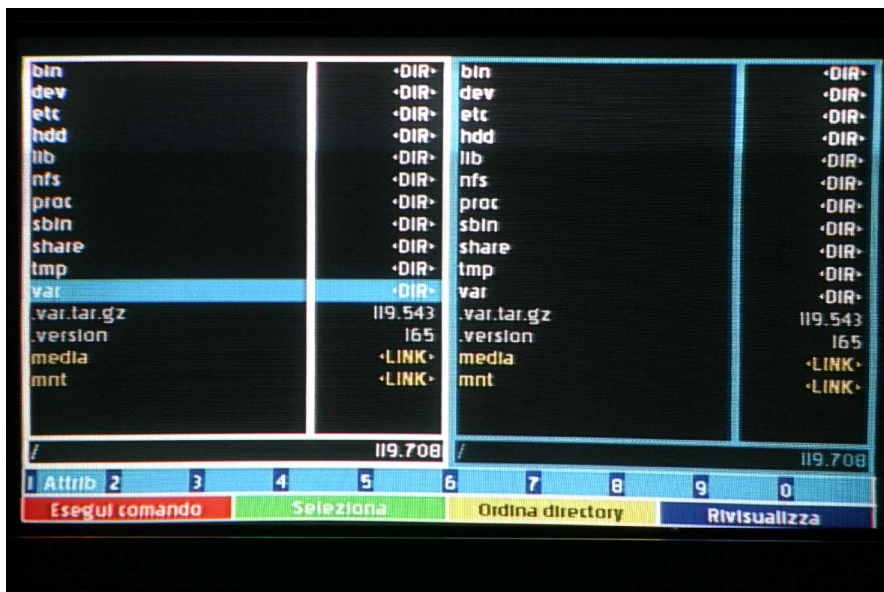 bin <DIR>
dev <DIR>
etc <DIR>
hdd <DIR>
lib <DIR>
nfs <DIR>
proc <DIR>
sbin <DIR>
share <DIR>
tmp <DIR>
var <DIR>
.var.tar.gz 119.543
.version 165
media <LINK>
mnt <LINK>
/ 119.708
bin <DIR>
dev <DIR>
etc <DIR>
hdd <DIR>
lib <DIR>
nfs <DIR>
proc <DIR>
sbin <DIR>
share <DIR>
tmp <DIR>
var <DIR>
.var.tar.gz 119.543
.version 165
media <LINK>
mnt <LINK>
/ 119.708
1 Attrib 2 3 4 5 6 7 8 9 0
Esegui comando Seleziona Ordina directory Rivisualizza